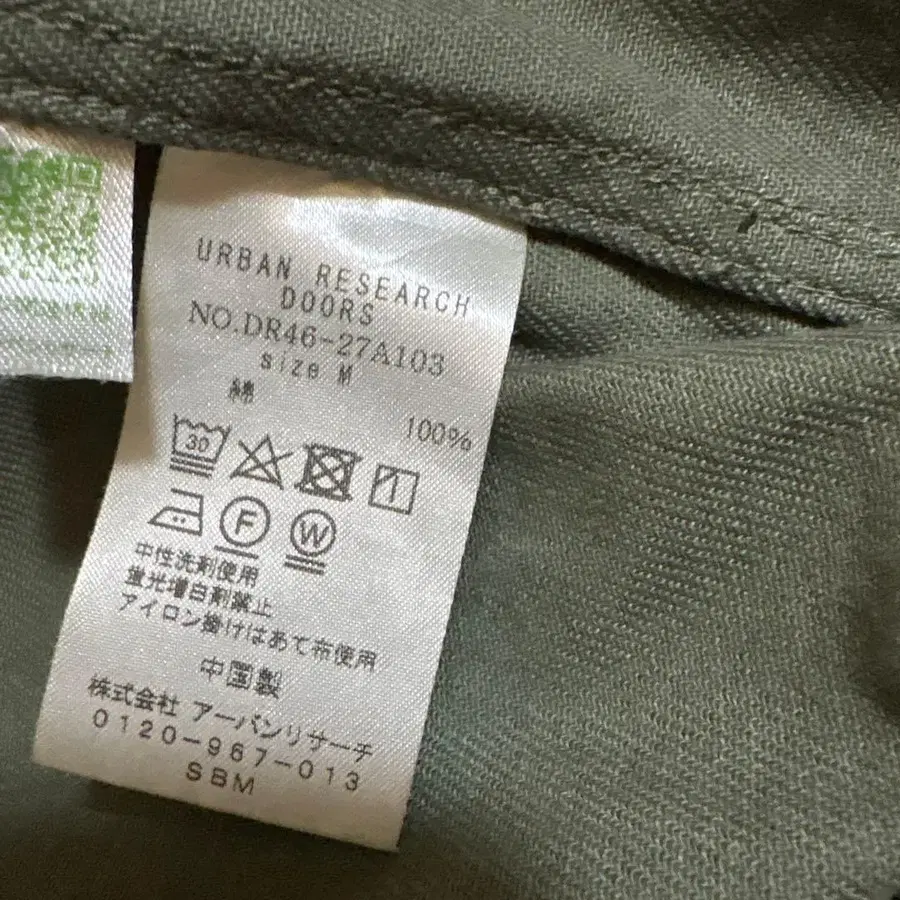 URBAN RESEARCH
DOORS
NO.DR46-27A103
size M
綿 100%
30
F W
中性洗剤使用
蛍光増白剤禁止
アイロン掛けはあて布使用
中国製
株式会社 アーバンリサーチ
0120-967-013
SBM